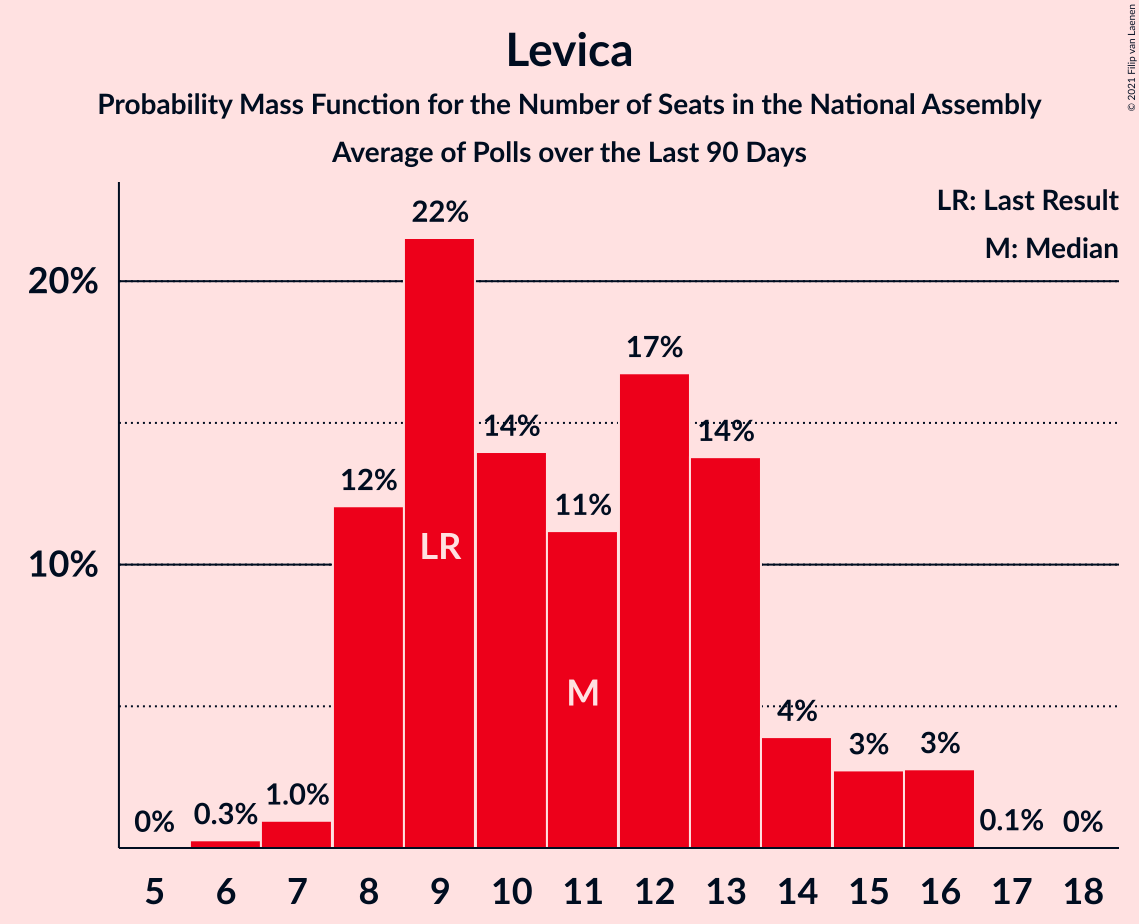 Levica
Probability Mass Function for the Number of Seats in the National Assembly
Average of Polls over the Last 90 Days
© 2021 Filip van Laenen
LR: Last Result
M: Median
20%
10%
0%
0.3%
1.0%
12%
22%
14%
11%
17%
14%
4%
3%
3%
0.1%
0%
LR
M
5 6 7 8 9 10 11 12 13 14 15 16 17 18